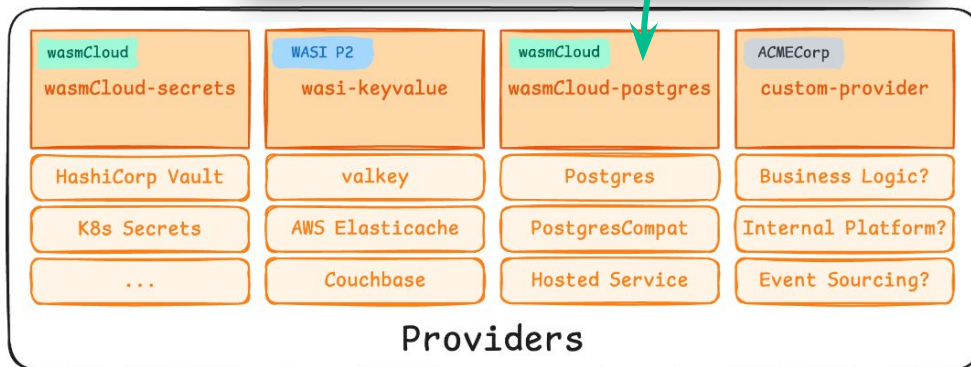 wasmCloud
wasmCloud-secrets
HashiCorp Vault
K8s Secrets
...
WASI P2
wasi-keyvalue
valkey
AWS Elasticache
Couchbase
wasmCloud
wasmCloud-postgres
Postgres
PostgresCompat
Hosted Service
ACMECorp
custom-provider
Business Logic?
Internal Platform?
Event Sourcing?
Providers